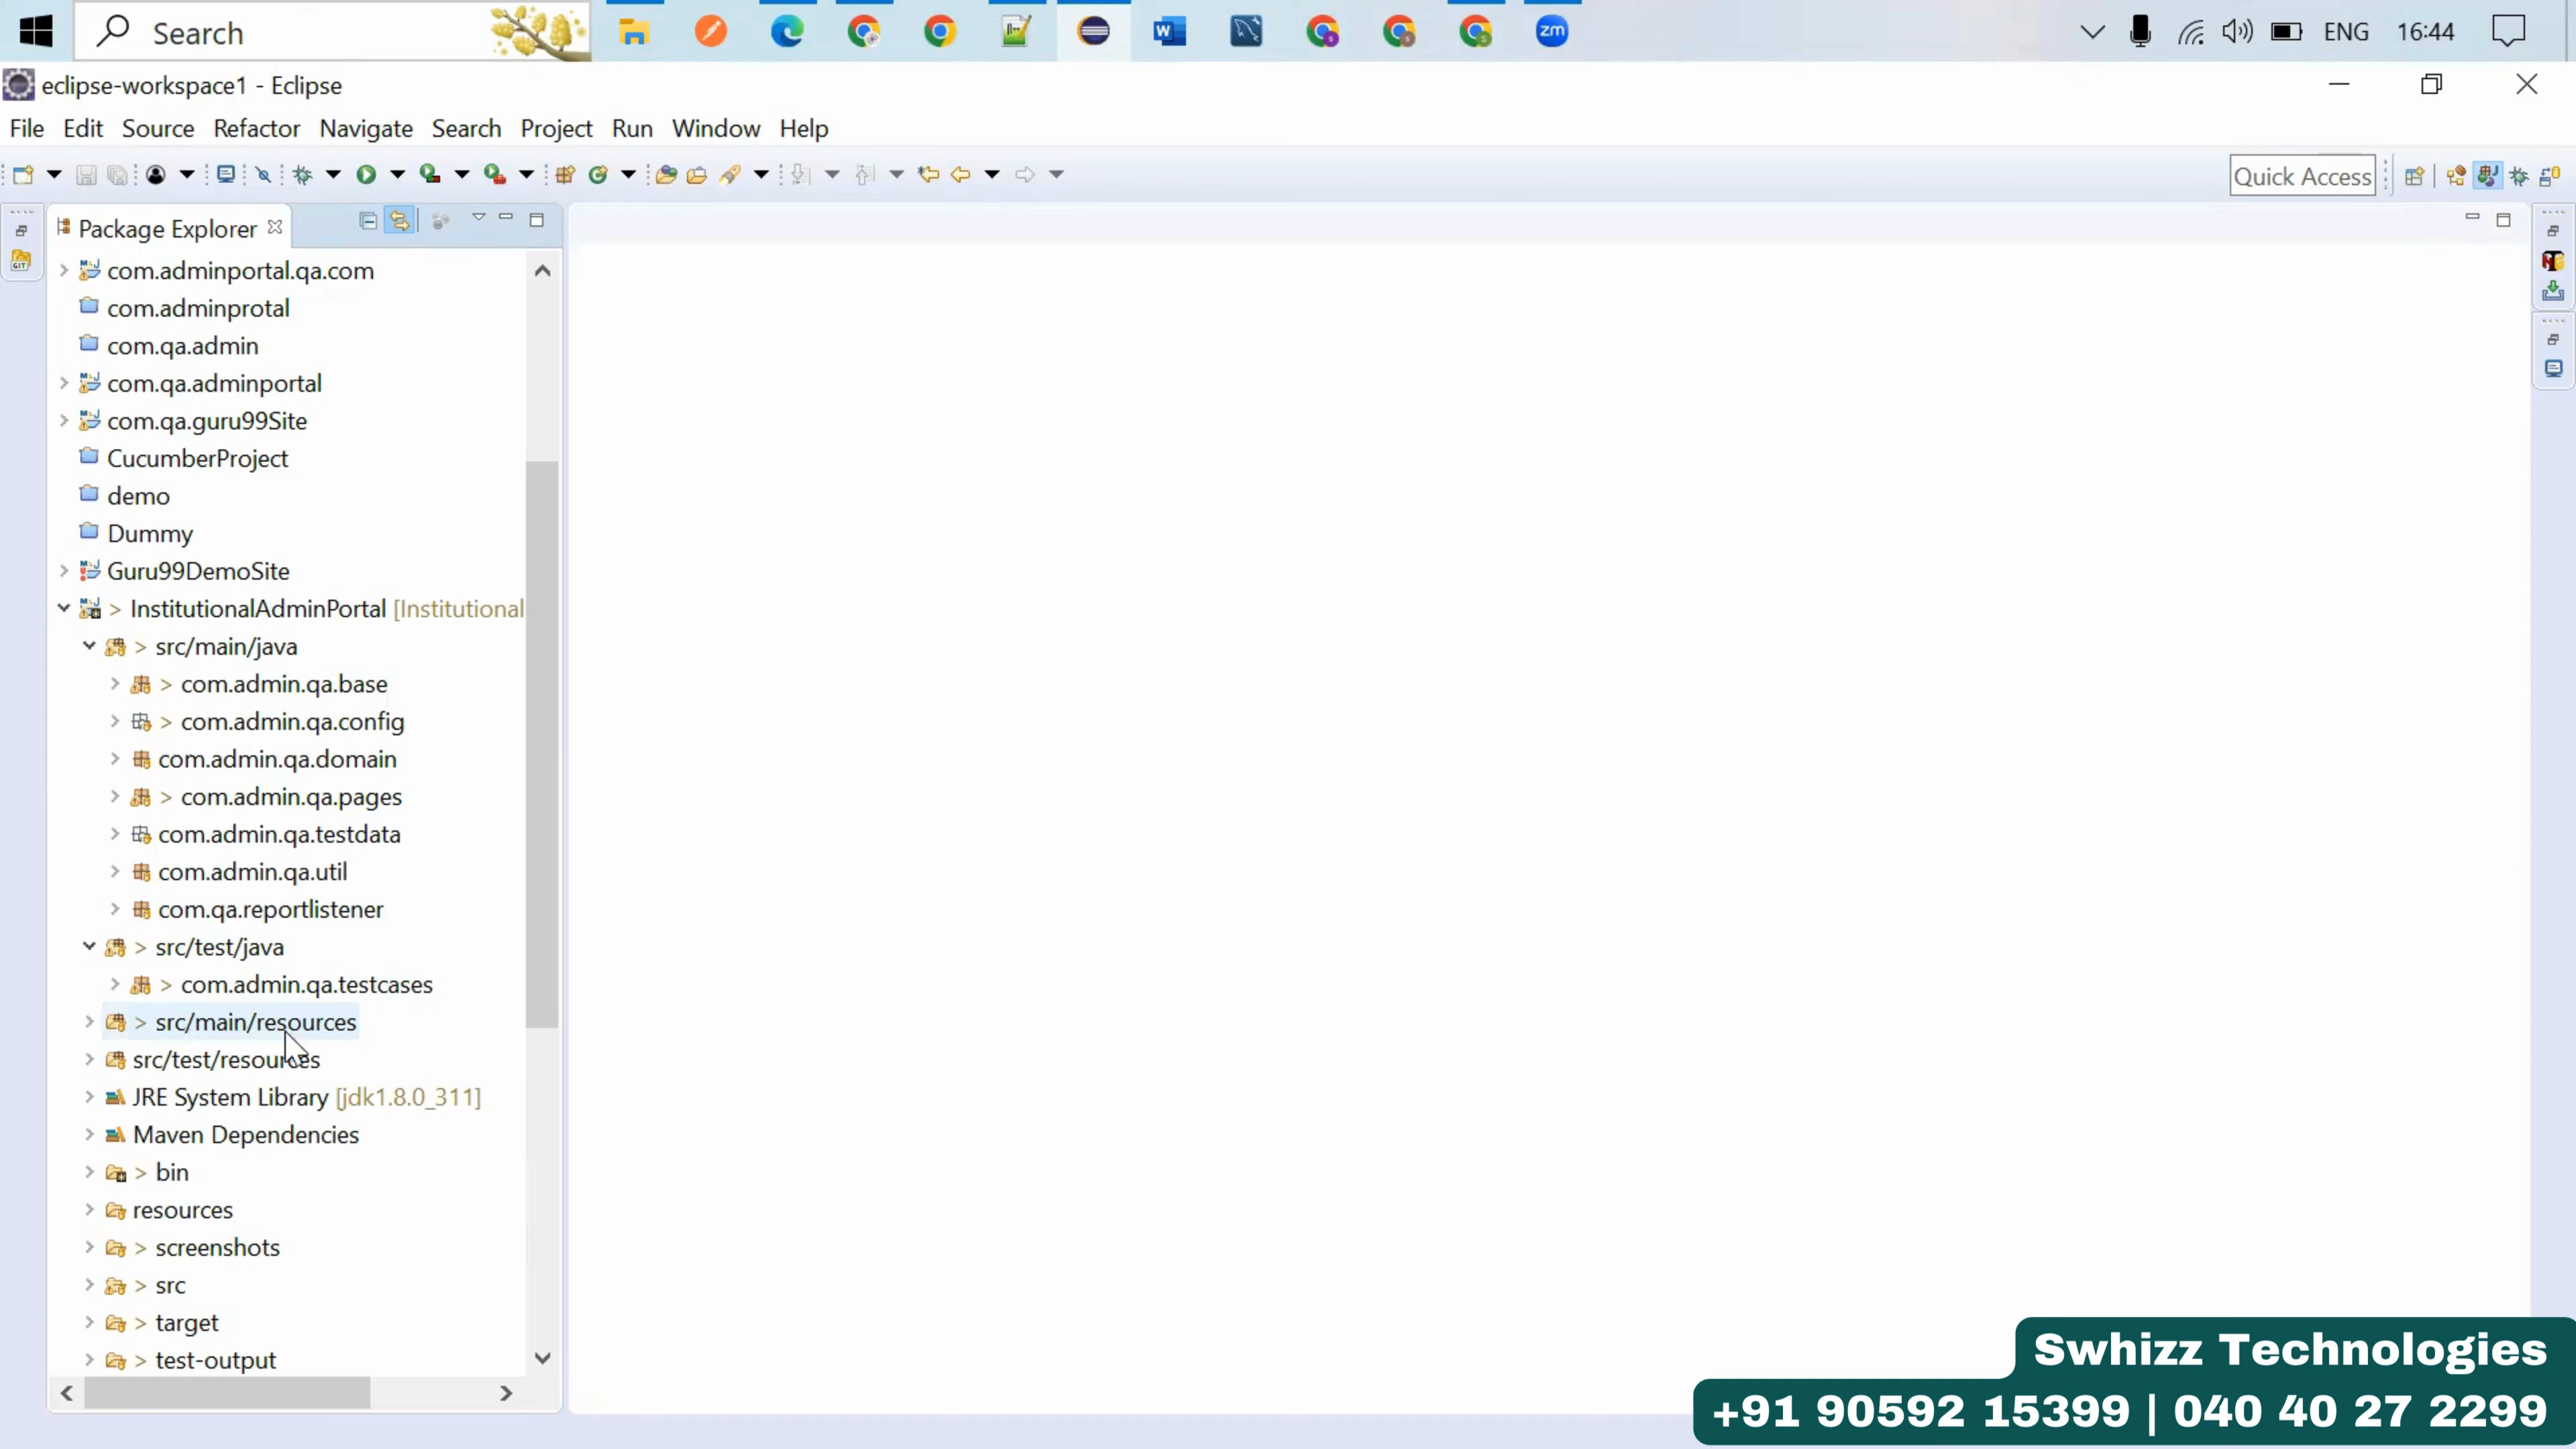 Search
zm
ENG
16:44
eclipse-workspace1 - Eclipse
File Edit Source Refactor Navigate Search Project Run Window Help
Quick Access
Package Explorer
GIT
com.adminportal.qa.com
com.adminprotal
com.qa.admin
com.qa.adminportal
com.qa.guru99Site
CucumberProject
demo
Dummy
Guru99DemoSite
> InstitutionalAdminPortal [Institutional
> src/main/java
> com.admin.qa.base
> com.admin.qa.config
com.admin.qa.domain
> com.admin.qa.pages
com.admin.qa.testdata
com.admin.qa.util
com.qa.reportlistener
> src/test/java
> com.admin.qa.testcases
> src/main/resources
src/test/resources
JRE System Library [jdk1.8.0_311]
Maven Dependencies
> bin
resources
> screenshots
> src
> target
> test-output
Swhizz Technologies
+91 90592 15399 | 040 40 27 2299